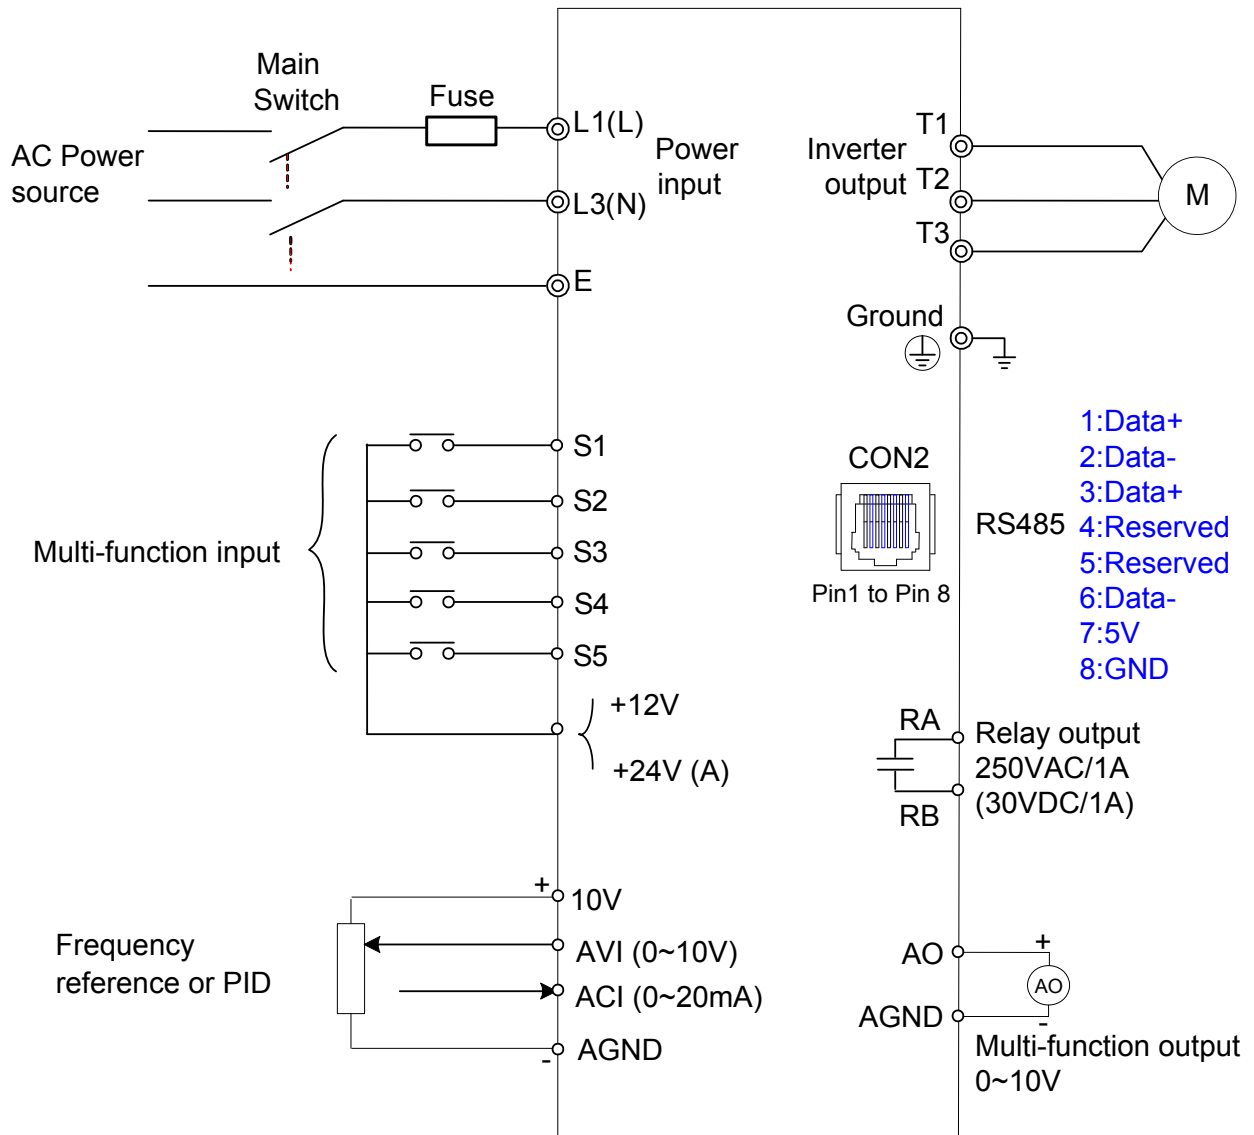 Main
Switch
Fuse
AC Power
source
L1(L)
L3(N)
E
Power
input
Inverter
output
T1
T2
T3
M
Ground
Multi-function input
S1
S2
S3
S4
S5
+12V
+24V (A)
CON2
Pin1 to Pin 8
RS485
1:Data+
2:Data-
3:Data+
4:Reserved
5:Reserved
6:Data-
7:5V
8:GND
RA
RB
Relay output
250VAC/1A
(30VDC/1A)
Frequency
reference or PID
+
10V
AVI (0~10V)
ACI (0~20mA)
-
AGND
AO
AGND
+
AO
-
Multi-function output
0~10V